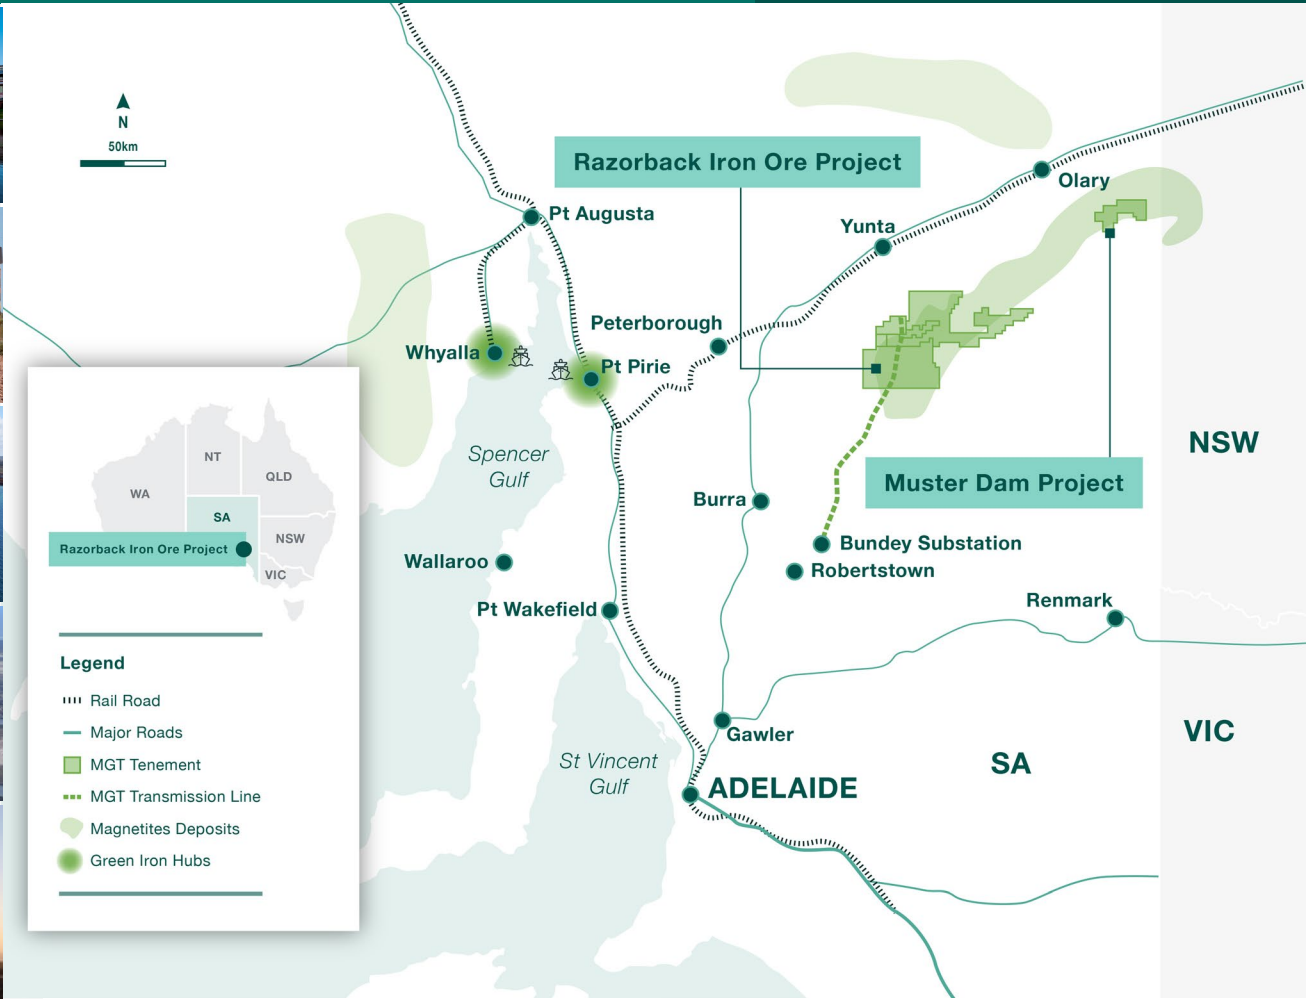 N
50km
Razorback Iron Ore Project
Olary
Pt Augusta
Yunta
Peterborough
Whyalla
Pt Pirie
NSW
Spencer
Gulf
Muster Dam Project
Burra
Bundey Substation
Wallaroo
Robertstown
Pt Wakefield
Renmark
Gawler
VIC
St Vincent
Gulf
SA
ADELAIDE
NT
QLD
WA
SA
NSW
Razorback Iron Ore Project
VIC
Legend
Rail Road
Major Roads
MGT Tenement
MGT Transmission Line
Magnetites Deposits
Green Iron Hubs